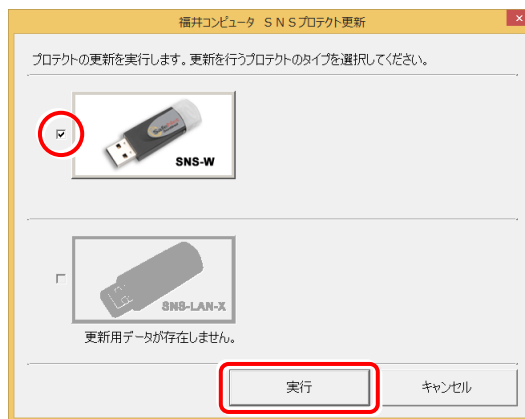 福井コンピュータ SNSプロテクト更新
プロテクトの更新を実行します。更新を行うプロテクトのタイプを選択してください。
SNS-W
SNS-LAN-X
更新用データが存在しません。
実行
キャンセル